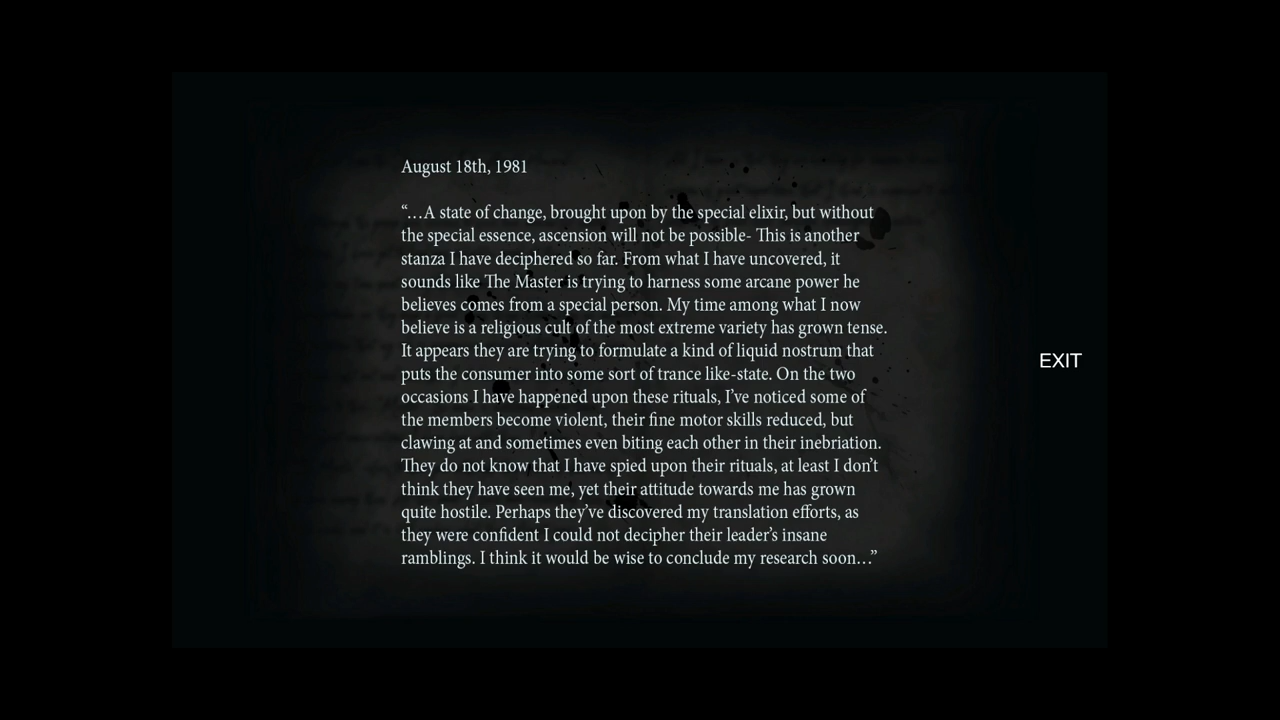 August 18th, 1981
“…A state of change, brought upon by the special elixir, but without
the special essence, ascension will not be possible- This is another
stanza I have deciphered so far. From what I have uncovered, it
sounds like The Master is trying to harness some arcane power he
believes comes from a special person. My time among what I now
believe is a religious cult of the most extreme variety has grown tense.
It appears they are trying to formulate a kind of liquid nostrum that
puts the consumer into some sort of trance like-state. On the two
occasions I have happened upon these rituals, I’ve noticed some of
the members become violent, their fine motor skills reduced, but
clawing at and sometimes even biting each other in their inebriation.
They do not know that I have spied upon their rituals, at least I don’t
think they have seen me, yet their attitude towards me has grown
quite hostile. Perhaps they’ve discovered my translation efforts, as
they were confident I could not decipher their leader’s insane
ramblings. I think it would be wise to conclude my research soon…”
EXIT